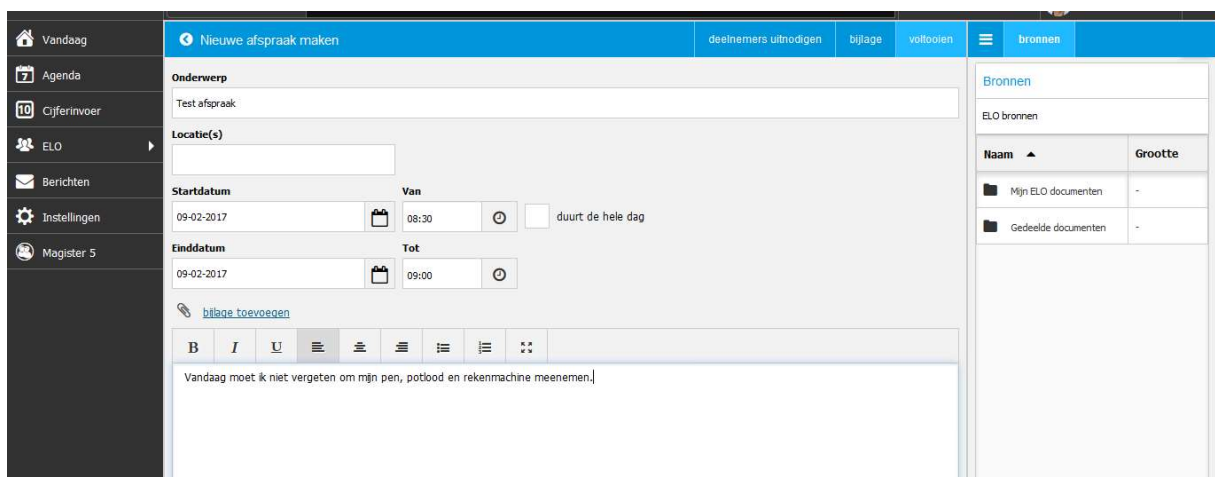 Vandaag
Agenda
Cijferinvoer
ELO
Berichten
Instellingen
Magister 5
Nieuwe afspraak maken
deelnemers uitnodigen bijlage voltooien
Onderwerp
Test afspraak
Locatie(s)
Startdatum Van
09-02-2017 08:30 duurt de hele dag
Einddatum Tot
09-02-2017 09:00
bijlage toevoegen
B I U
Vandaag moet ik niet vergeten om mijn pen, potlood en rekenmachine meenemen.
bronnen
Bronnen
ELO bronnen
Naam Grootte
Mijn ELO documenten -
Gedeelde documenten -